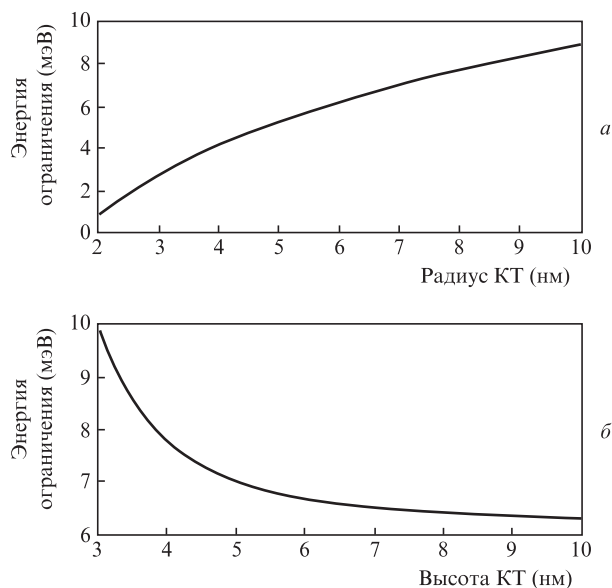 Энергия
ограничения (мэВ)
10
8
6
4
2
0
2 3 4 5 6 7 8 9 10
Радиус КТ (нм)
а
Энергия
ограничения (мэВ)
10
9
8
7
6
3 4 5 6 7 8 9 10
Высота КТ (нм)
б